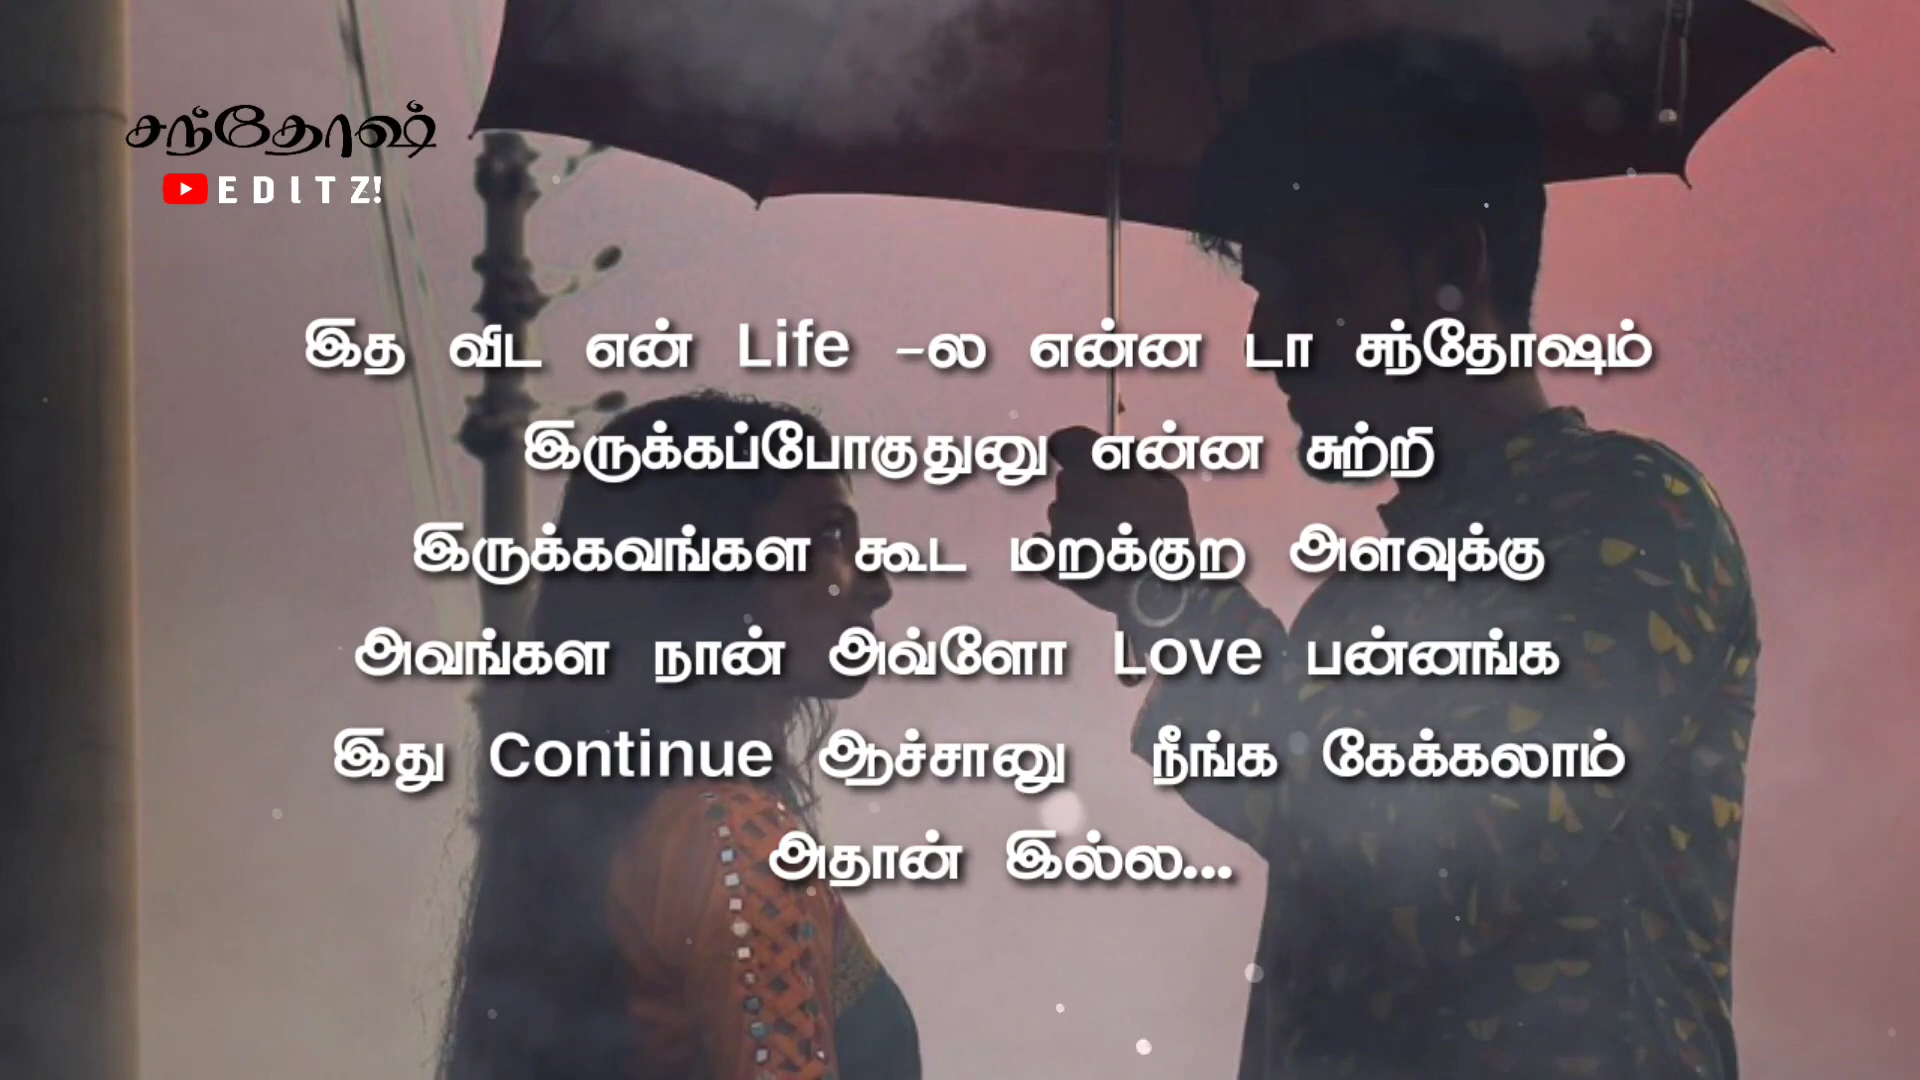 சந்தோஷ்
EDITZ!
இத விட என் Life -ல என்ன டா சந்தோஷம்
இருக்கப்போகுதுனு என்ன சுற்றி
இருக்கவங்கள கூட மறக்குற அளவுக்கு
அவங்கள நான் அவ்ளோ Love பன்னங்க
இது Continue ஆச்சானு நீங்க கேக்கலாம்
அதான் இல்ல...